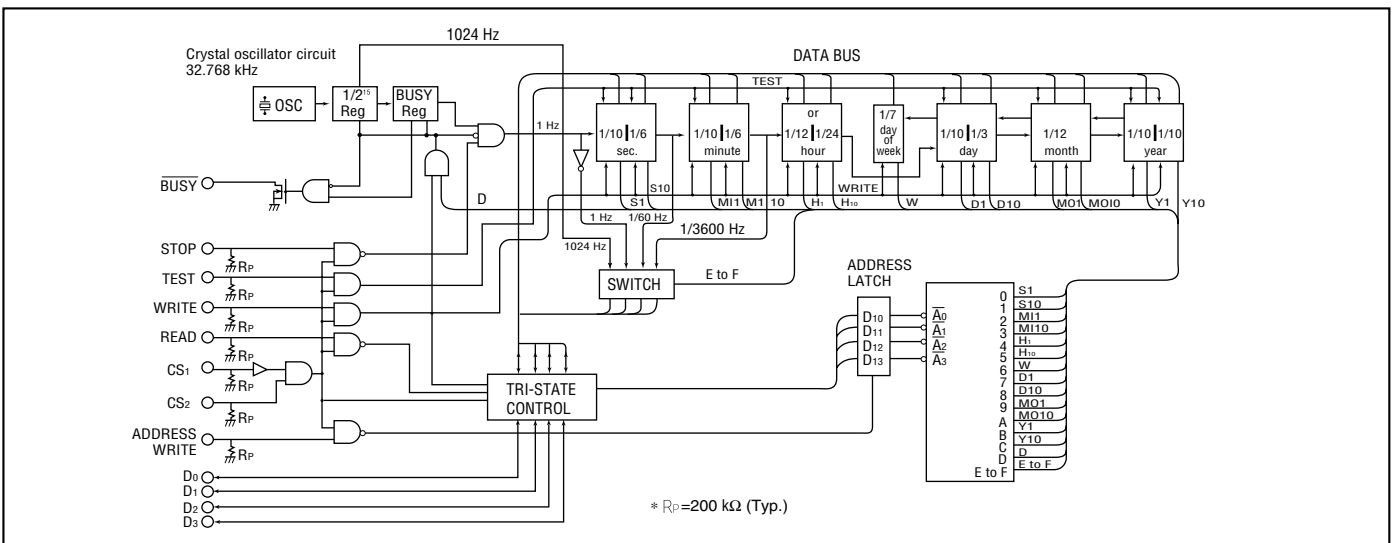 1024 Hz
Crystal oscillator circuit
32.768 kHz
DATA BUS
TEST
OSC
1/2¹⁵
Reg
BUSY
Reg
1 Hz
1/10 1/6
sec.
1/10 1/6
minute
or
1/12 1/24
hour
1/7
day
of
week
1/10 1/3
day
1/12
month
1/10 1/10
year
BUSY
D
S1
S10
MI1
M1 10
H1
H10
WRITE
W
D1
D10
MO1
MO10
Y1
Y10
1 Hz
1/60 Hz
1/3600 Hz
1024 Hz
STOP
RP
TEST
RP
WRITE
RP
READ
RP
CS1
RP
CS2
RP
ADDRESS
WRITE
RP
SWITCH
E to F
ADDRESS
LATCH
D10
D11
D12
D13
A0
A1
A2
A3
0 S1
1 S10
2 MI1
3 MI10
4 H1
5 H10
6 W
7 D1
8 D10
9 MO1
A MO10
B Y1
C Y10
D D
E to F E to F
TRI-STATE
CONTROL
D0
D1
D2
D3
* RP=200 kΩ (Typ.)